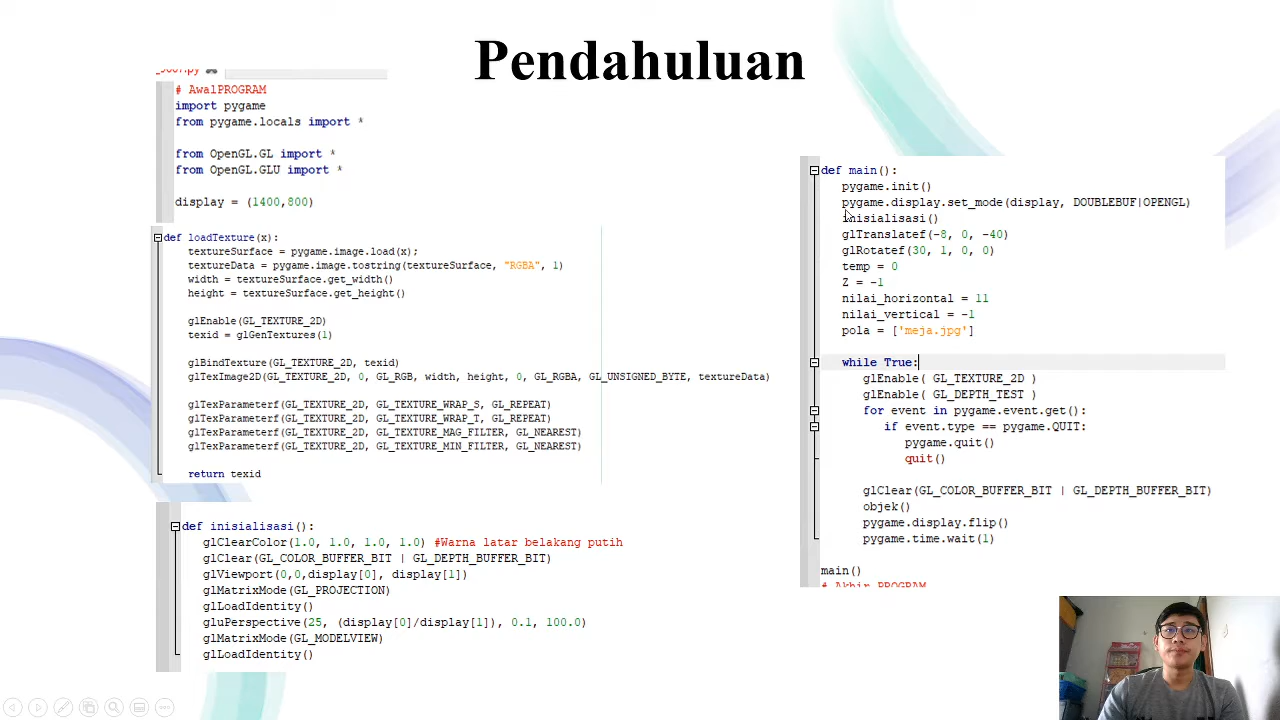 Pendahuluan
# AwalPROGRAM
import pygame
from pygame.locals import *
from OpenGL.GL import *
from OpenGL.GLU import *
display = (1400,800)
def loadTexture(x):
textureSurface = pygame.image.load(x);
textureData = pygame.image.tostring(textureSurface, "RGBA", 1)
width = textureSurface.get_width()
height = textureSurface.get_height()
glEnable(GL_TEXTURE_2D)
texid = glGenTextures(1)
glBindTexture(GL_TEXTURE_2D, texid)
glTexImage2D(GL_TEXTURE_2D, 0, GL_RGB, width, height, 0, GL_RGBA, GL_UNSIGNED_BYTE, textureData)
glTexParameterf(GL_TEXTURE_2D, GL_TEXTURE_WRAP_S, GL_REPEAT)
glTexParameterf(GL_TEXTURE_2D, GL_TEXTURE_WRAP_T, GL_REPEAT)
glTexParameterf(GL_TEXTURE_2D, GL_TEXTURE_MAG_FILTER, GL_NEAREST)
glTexParameterf(GL_TEXTURE_2D, GL_TEXTURE_MIN_FILTER, GL_NEAREST)
return texid
def inisialisasi():
glClearColor(1.0, 1.0, 1.0, 1.0) #Warna latar belakang putih
glClear(GL_COLOR_BUFFER_BIT | GL_DEPTH_BUFFER_BIT)
glViewport(0,0,display[0], display[1])
glMatrixMode(GL_PROJECTION)
glLoadIdentity()
gluPerspective(25, (display[0]/display[1]), 0.1, 100.0)
glMatrixMode(GL_MODELVIEW)
glLoadIdentity()
def main():
pygame.init()
pygame.display.set_mode(display, DOUBLEBUF|OPENGL)
inisialisasi()
glTranslatef(-8, 0, -40)
glRotatef(30, 1, 0, 0)
temp = 0
Z = -1
nilai_horizontal = 11
nilai_vertical = -1
pola = ['meja.jpg']
while True:
glEnable( GL_TEXTURE_2D )
glEnable( GL_DEPTH_TEST )
for event in pygame.event.get():
if event.type == pygame.QUIT:
pygame.quit()
quit()
glClear(GL_COLOR_BUFFER_BIT | GL_DEPTH_BUFFER_BIT)
objek()
pygame.display.flip()
pygame.time.wait(1)
main()
# Akhir PROGRAM